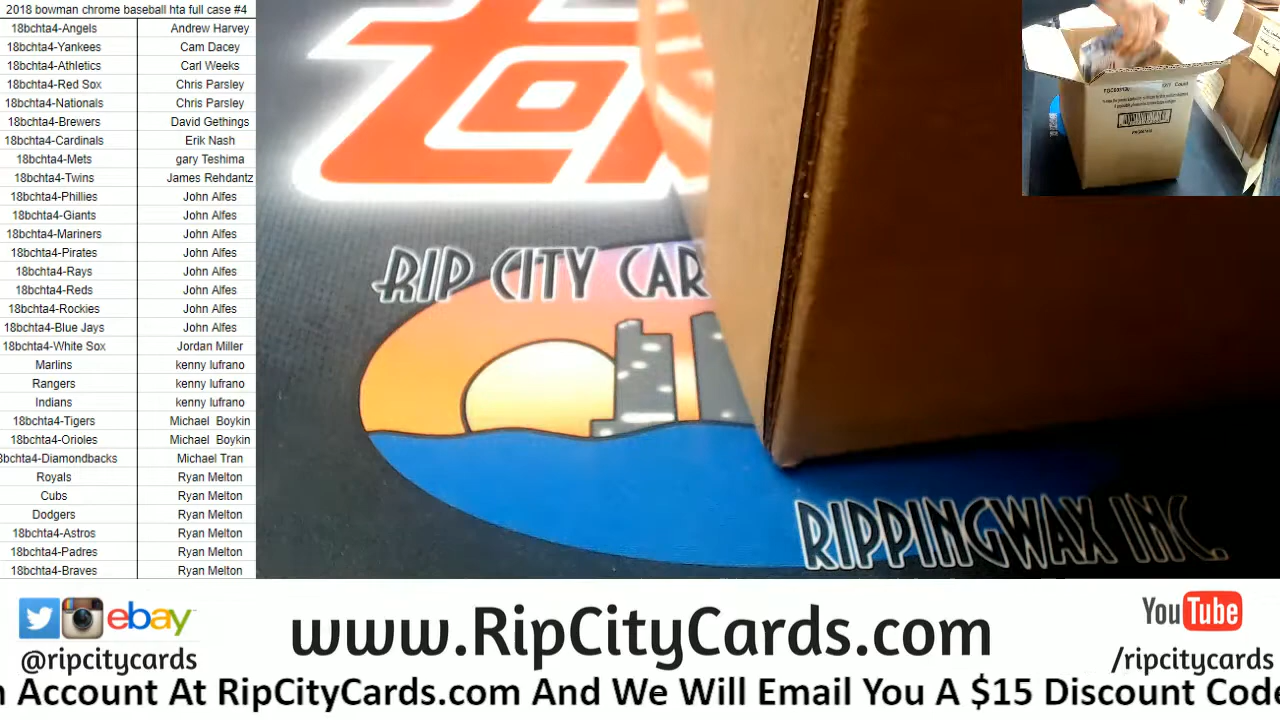 2018 bowman chrome baseball hta full case #4
18bchta4-Angels Andrew Harvey
18bchta4-Yankees Cam Dacey
18bchta4-Athletics Carl Weeks
18bchta4-Red Sox Chris Parsley
18bchta4-Nationals Chris Parsley
18bchta4-Brewers David Gethings
18bchta4-Cardinals Erik Nash
18bchta4-Mets gary Teshima
18bchta4-Twins James Rehdantz
18bchta4-Phillies John Alfes
18bchta4-Giants John Alfes
18bchta4-Mariners John Alfes
18bchta4-Pirates John Alfes
18bchta4-Rays John Alfes
18bchta4-Reds John Alfes
18bchta4-Rockies John Alfes
18bchta4-Blue Jays John Alfes
18bchta4-White Sox Jordan Miller
Marlins kenny lufrano
Rangers kenny lufrano
Indians kenny lufrano
18bchta4-Tigers Michael Boykin
18bchta4-Orioles Michael Boykin
8bchta4-Diamondbacks Michael Tran
Royals Ryan Melton
Cubs Ryan Melton
Dodgers Ryan Melton
18bchta4-Astros Ryan Melton
18bchta4-Padres Ryan Melton
18bchta4-Braves Ryan Melton
RIP CITY CAR
RIPPINGWAX INC.
ebay
@ripcitycards
www.RipCityCards.com
YouTube
/ripcitycards
n Account At RipCityCards.com And We Will Email You A $15 Discount Code